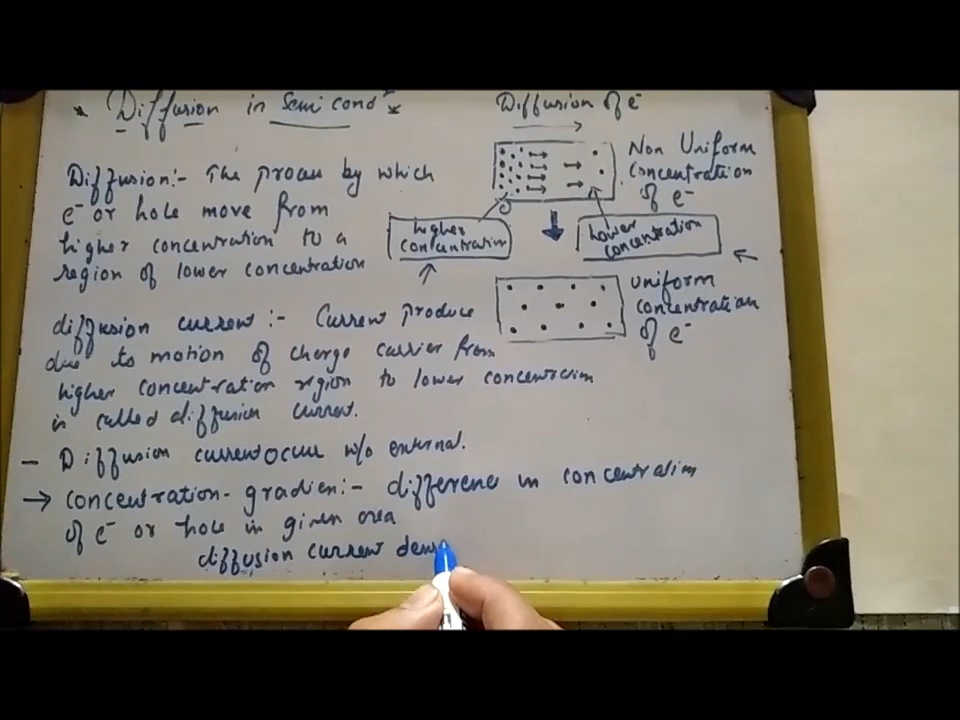 * Diffusion in Semi condr *
Diffusion:- The process by which
e- or hole move from
higher concentration to a
region of lower concentration
Diffusion of e-
Non Uniform
concentration
of e-
higher
concentration
Lower
concentration
uniform
concentration
of e-
diffusion current :- Current produce
due to motion of charge carrier from
higher concentration region to lower concentration
is called diffusion current.
- Diffusion current occur w/o external.
→ concentration- gradien:- difference in concentration
of e- or hole in given area
diffusion current dens